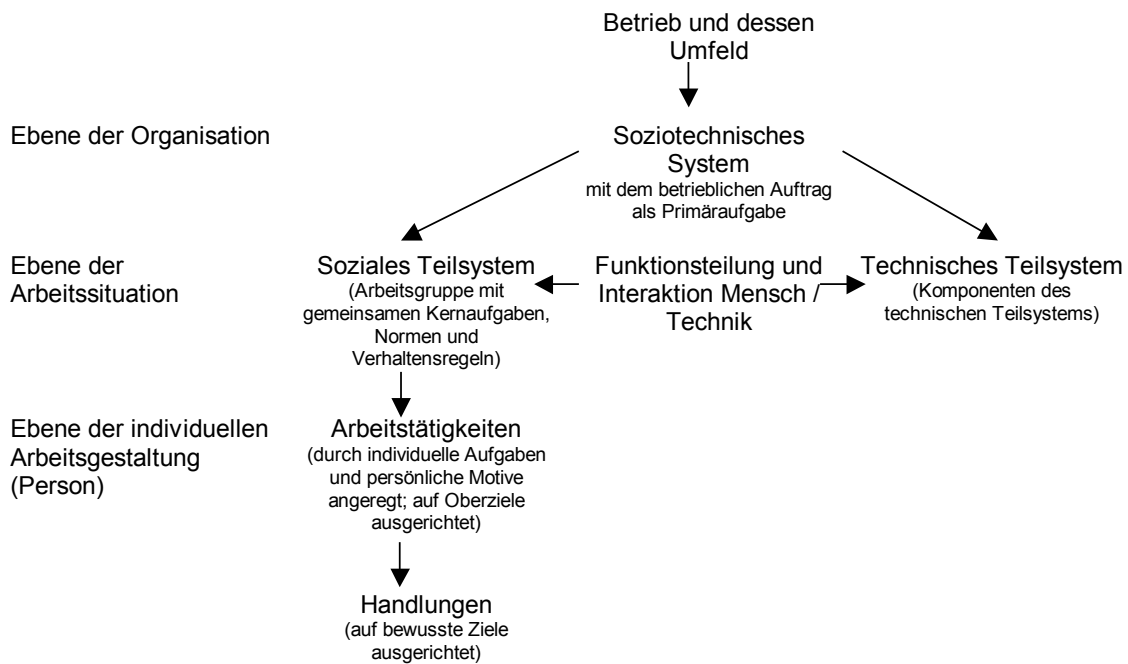 Betrieb und dessen
Umfeld
Ebene der Organisation
Soziotechnisches
System
mit dem betrieblichen Auftrag
als Primäraufgabe
Ebene der
Arbeitssituation
Soziales Teilsystem
(Arbeitsgruppe mit
gemeinsamen Kernaufgaben,
Normen und
Verhaltensregeln)
Funktionsteilung und
Interaktion Mensch /
Technik
Technisches Teilsystem
(Komponenten des
technischen Teilsystems)
Ebene der individuellen
Arbeitsgestaltung
(Person)
Arbeitstätigkeiten
(durch individuelle Aufgaben
und persönliche Motive
angeregt; auf Oberziele
ausgerichtet)
Handlungen
(auf bewusste Ziele
ausgerichtet)